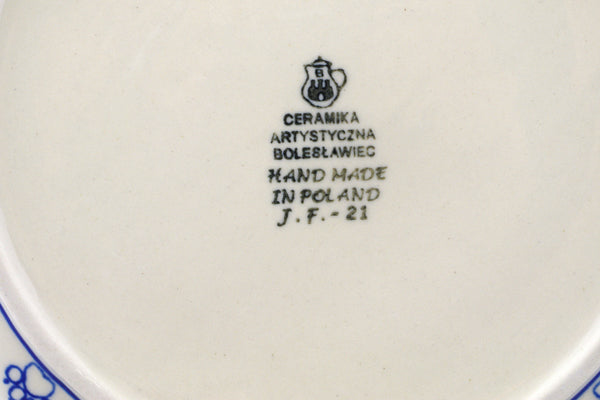 B
CERAMIKA
ARTYSTYCZNA
BOLESŁAWIEC
HAND MADE
IN POLAND
J.F.-21